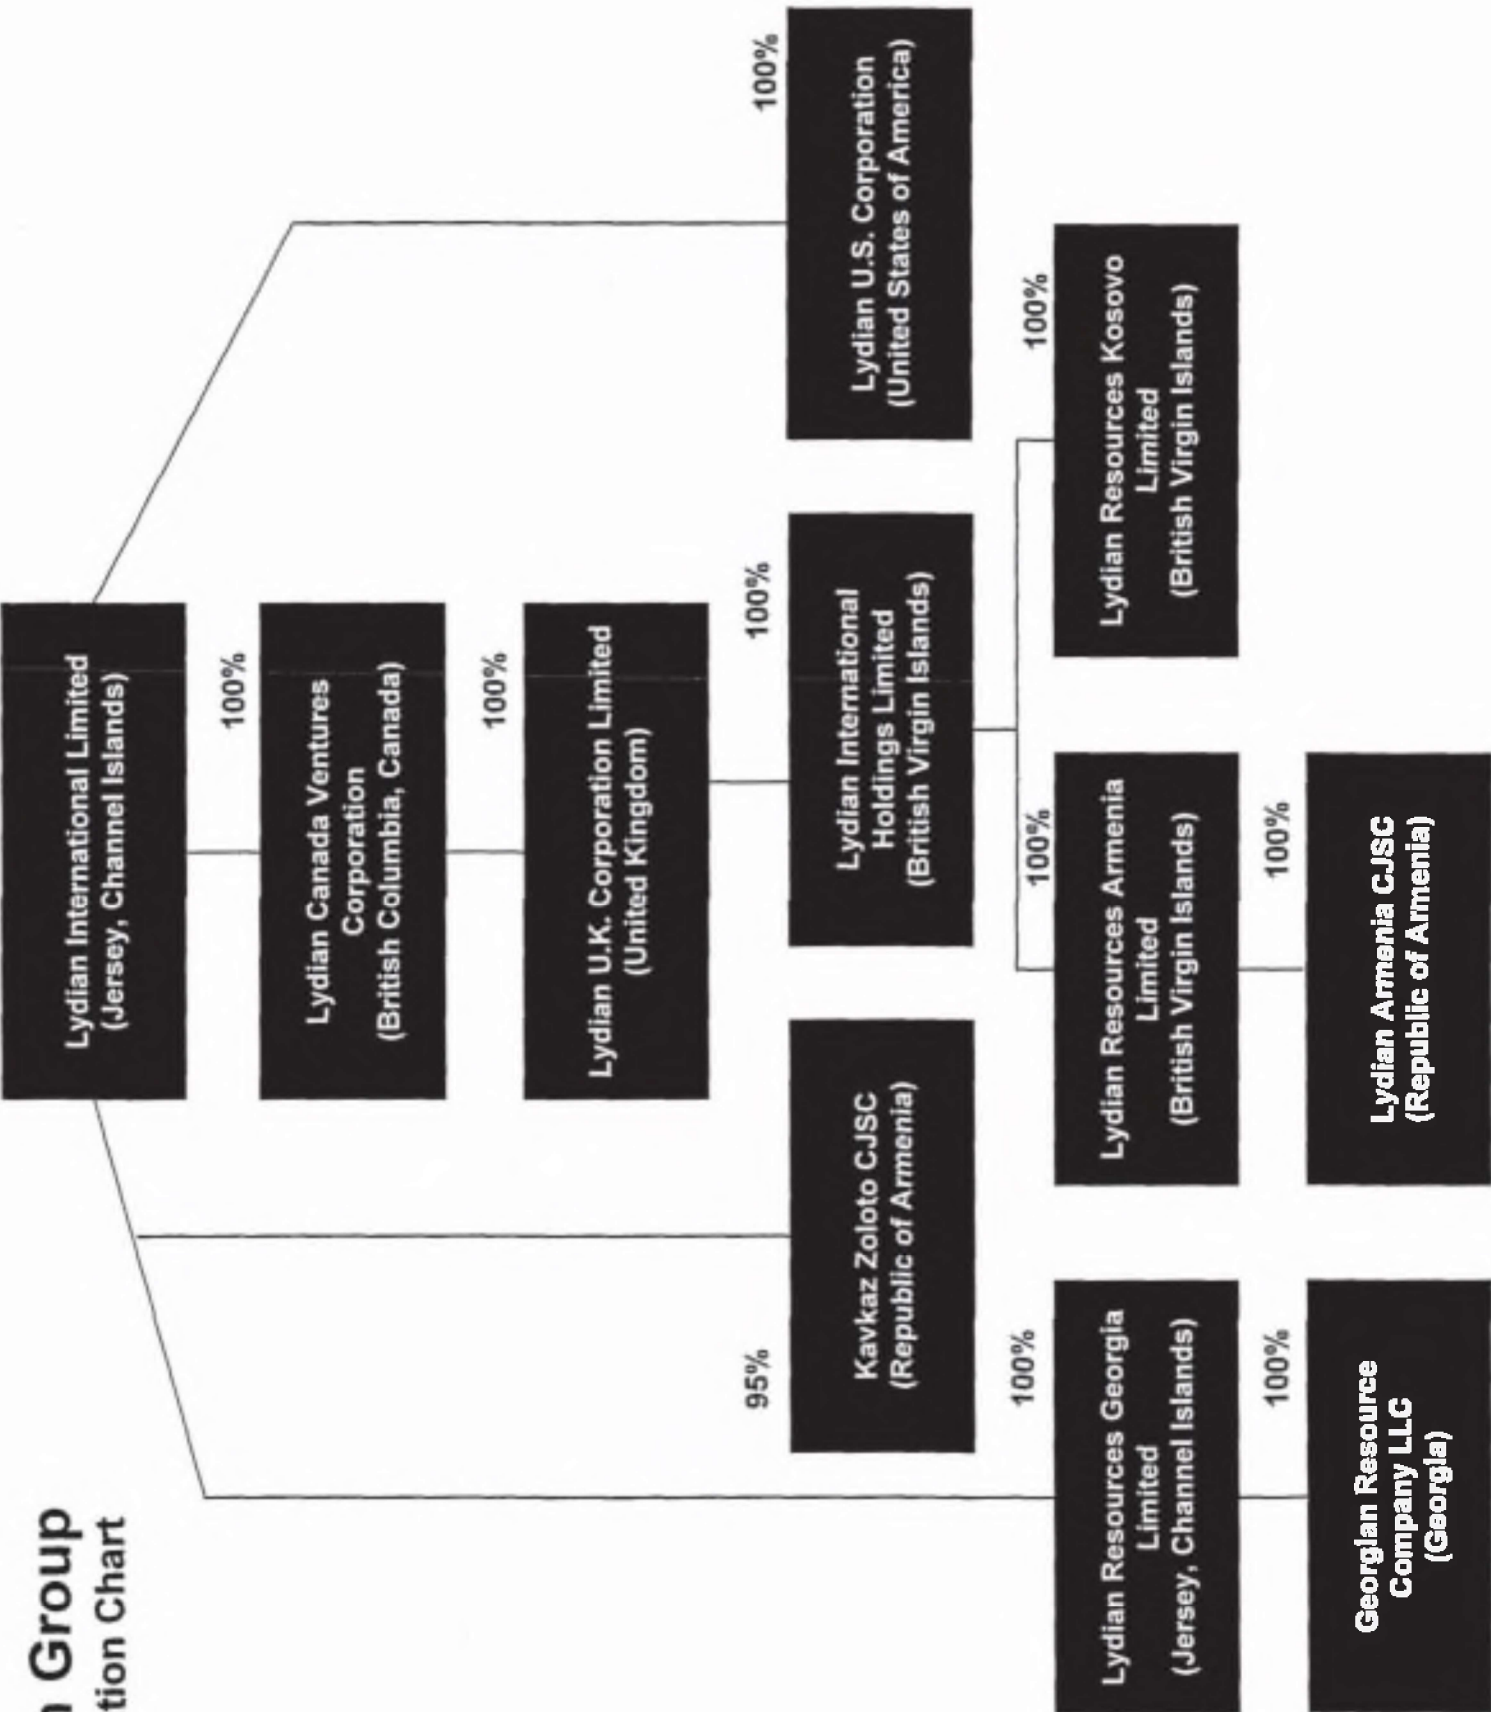 Group
tion Chart
Lydian International Limited
(Jersey, Channel Islands)
100%
Lydian Canada Ventures
Corporation
(British Columbia, Canada)
100%
Lydian U.K. Corporation Limited
(United Kingdom)
95%
100%
100%
Kavkaz Zoloto CJSC
(Republic of Armenia)
Lydian International
Holdings Limited
(British Virgin Islands)
Lydian U.S. Corporation
(United States of America)
100%
100%
100%
Lydian Resources Georgia
Limited
(Jersey, Channel Islands)
Lydian Resources Armenia
Limited
(British Virgin Islands)
Lydian Resources Kosovo
Limited
(British Virgin Islands)
100%
100%
Georgian Resource
Company LLC
(Georgia)
Lydian Armenia CJSC
(Republic of Armenia)